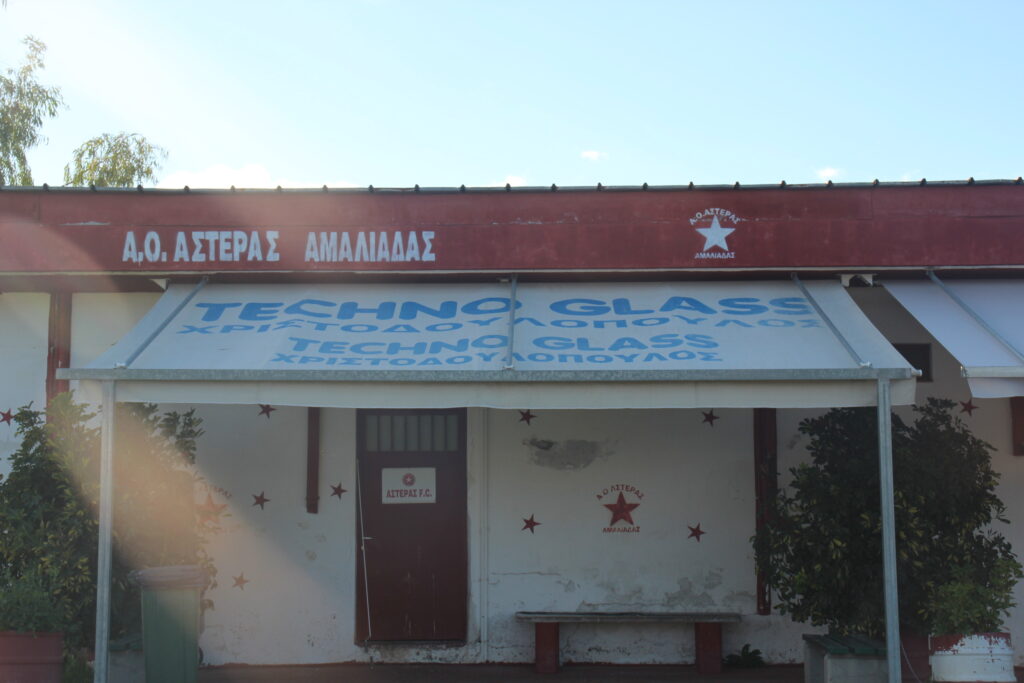 Α,Ο. ΑΣΤΕΡΑΣ ΑΜΑΛΙΑΔΑΣ
Α.Ο. ΑΣΤΕΡΑΣ
ΑΜΑΛΙΑΔΑΣ
TECHNO GLASS
ΧΡΙΣΤΟΔΟΥΛΟΠΟΥΛΟΣ
TECHNO GLASS
ΧΡΙΣΤΟΔΟΥΛΟΠΟΥΛΟΣ
ΑΣΤΕΡΑΣ F.C.
Α.Ο ΑΣΤΕΡΑΣ
ΑΜΑΛΙΑΔΑΣ